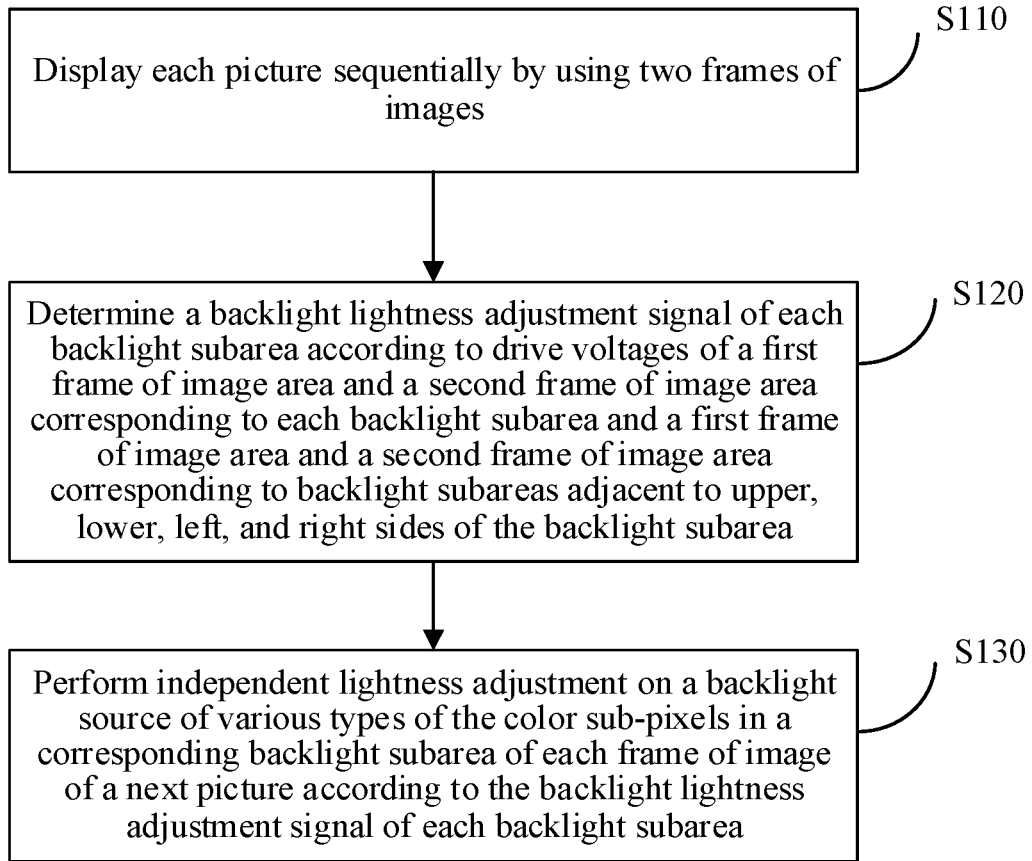 S110
Display each picture sequentially by using two frames of
images
S120
Determine a backlight lightness adjustment signal of each
backlight subarea according to drive voltages of a first
frame of image area and a second frame of image area
corresponding to each backlight subarea and a first frame
of image area and a second frame of image area
corresponding to backlight subareas adjacent to upper,
lower, left, and right sides of the backlight subarea
S130
Perform independent lightness adjustment on a backlight
source of various types of the color sub-pixels in a
corresponding backlight subarea of each frame of image
of a next picture according to the backlight lightness
adjustment signal of each backlight subarea